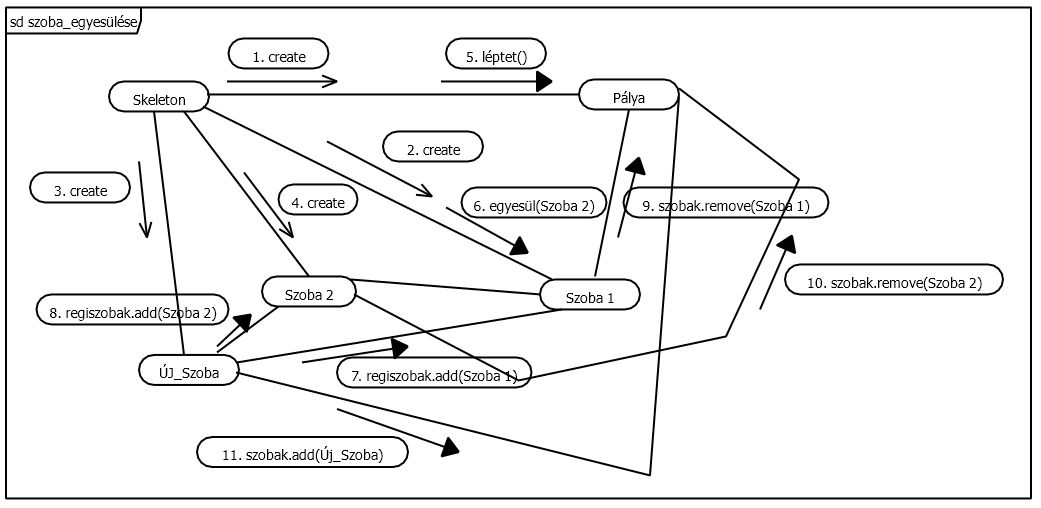 sd szoba_egyesülése
1. create
5. léptet()
Skeleton
Pálya
2. create
3. create
4. create
6. egyesül(Szoba 2)
9. szobak.remove(Szoba 1)
10. szobak.remove(Szoba 2)
Szoba 2
Szoba 1
8. regiszobak.add(Szoba 2)
ÚJ_Szoba
7. regiszobak.add(Szoba 1)
11. szobak.add(Új_Szoba)